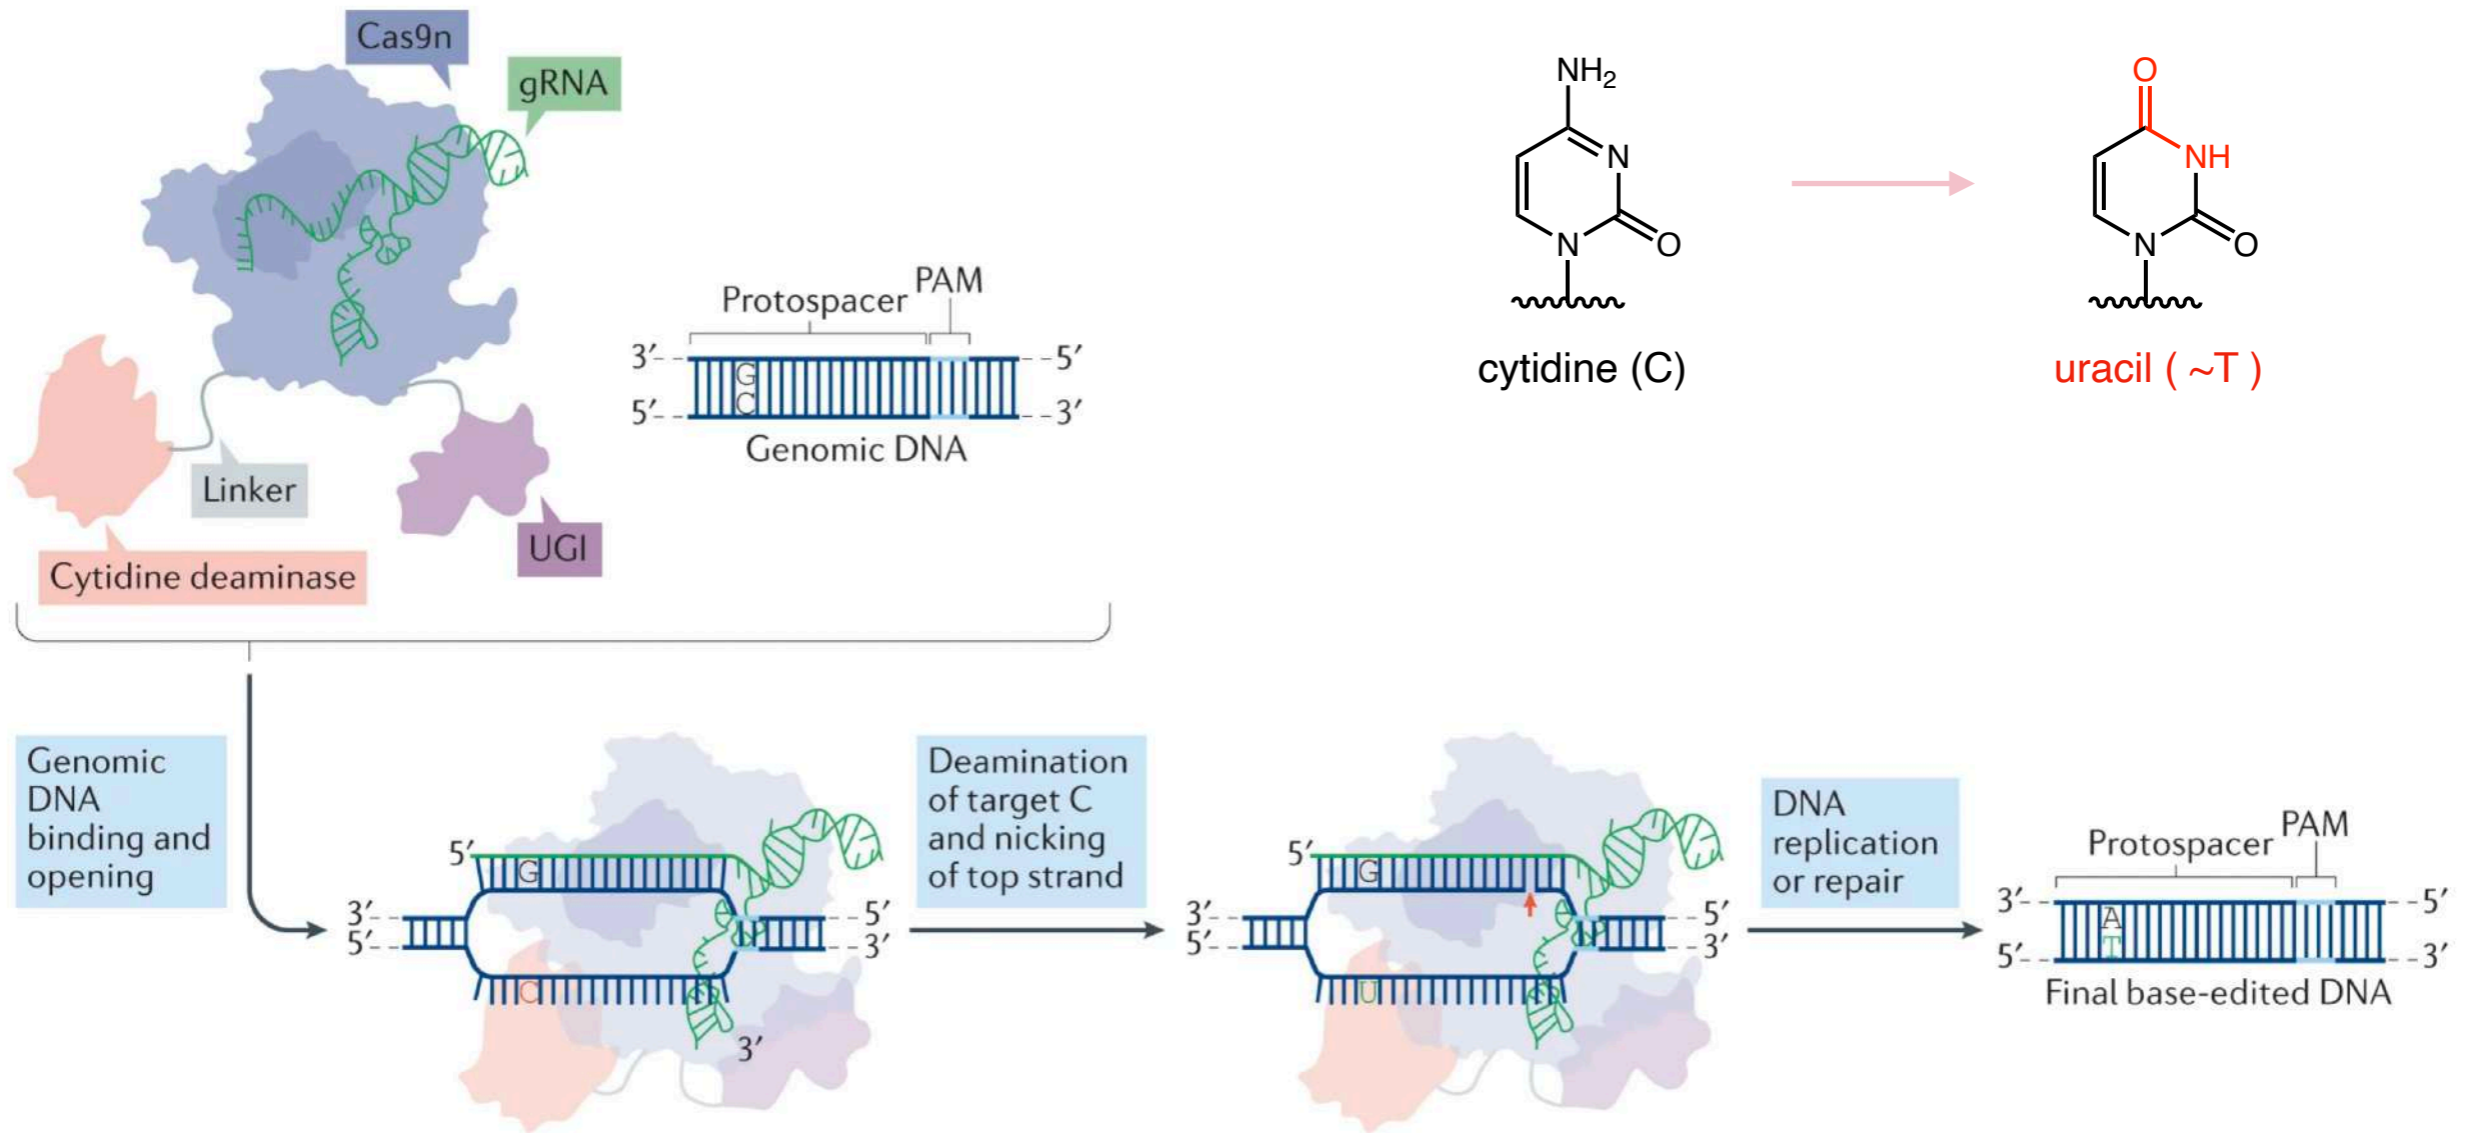 Cas9n
gRNA
Linker
Cytidine deaminase
UGI
Protospacer
PAM
3′
5′
G
C
5′
3′
Genomic DNA
NH2
N
N
O
cytidine (C)
O
NH
N
O
uracil ( ~T )
Genomic
DNA
binding and
opening
5′
G
3′
5′
5′
3′
C
3′
Deamination
of target C
and nicking
of top strand
5′
G
3′
5′
5′
3′
U
DNA
replication
or repair
Protospacer
PAM
3′
5′
A
T
5′
3′
Final base-edited DNA